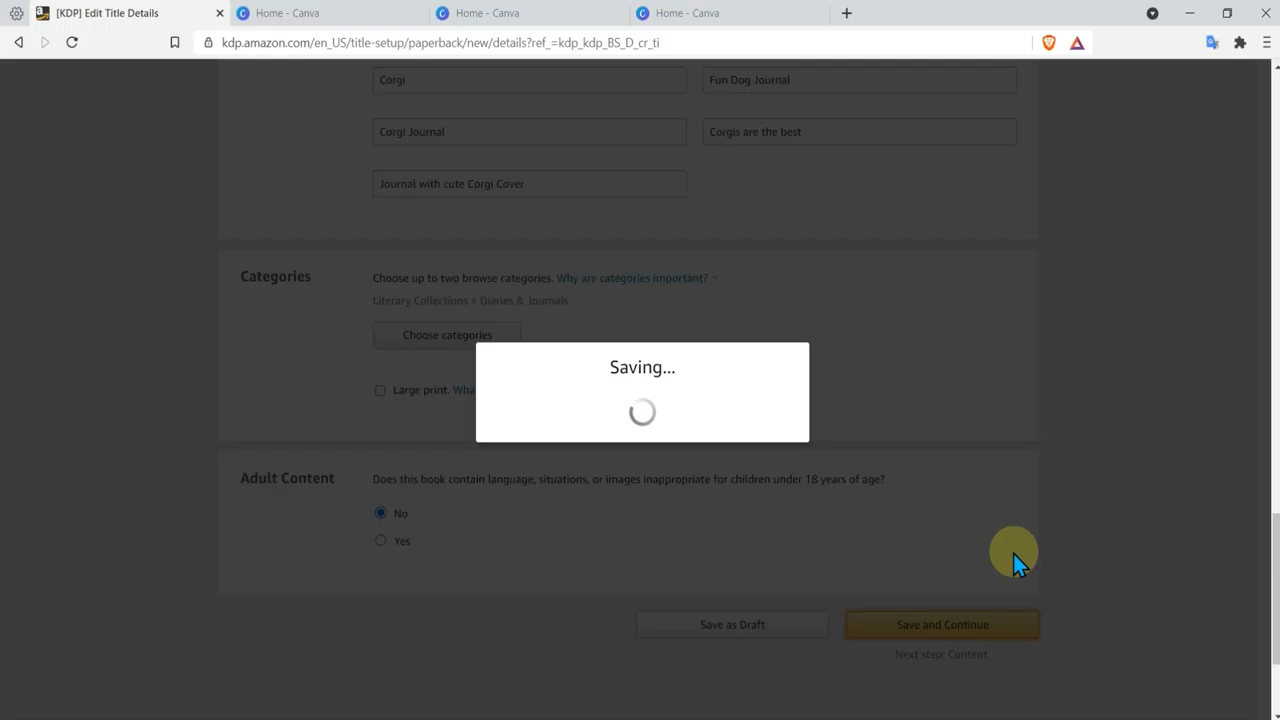 [KDP] Edit Title Details
Home - Canva
Home - Canva
Home - Canva
kdp.amazon.com/en_US/title-setup/paperback/new/details?ref_=kdp_kdp_BS_D_cr_ti
Corgi
Fun Dog Journal
Corgi Journal
Corgis are the best
Journal with cute Corgi Cover
Categories
Choose up to two browse categories. Why are categories important?
Literary Collections > Diaries & Journals
Choose categories
Saving...
Large print. Wha
Adult Content
Does this book contain language, situations, or images inappropriate for children under 18 years of age?
No
Yes
Save as Draft
Save and Continue
Next step: Content